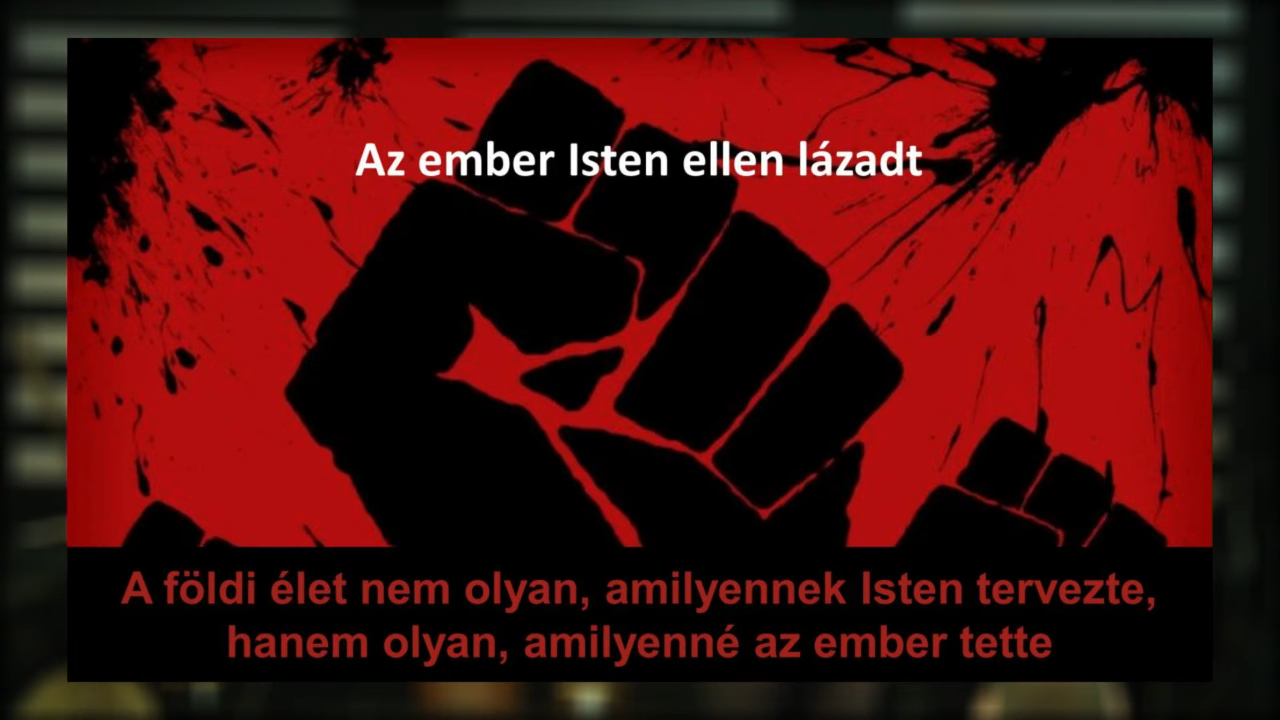 Az ember Isten ellen lázadt
A földi élet nem olyan, amilyennek Isten tervezte,
hanem olyan, amilyenné az ember tette